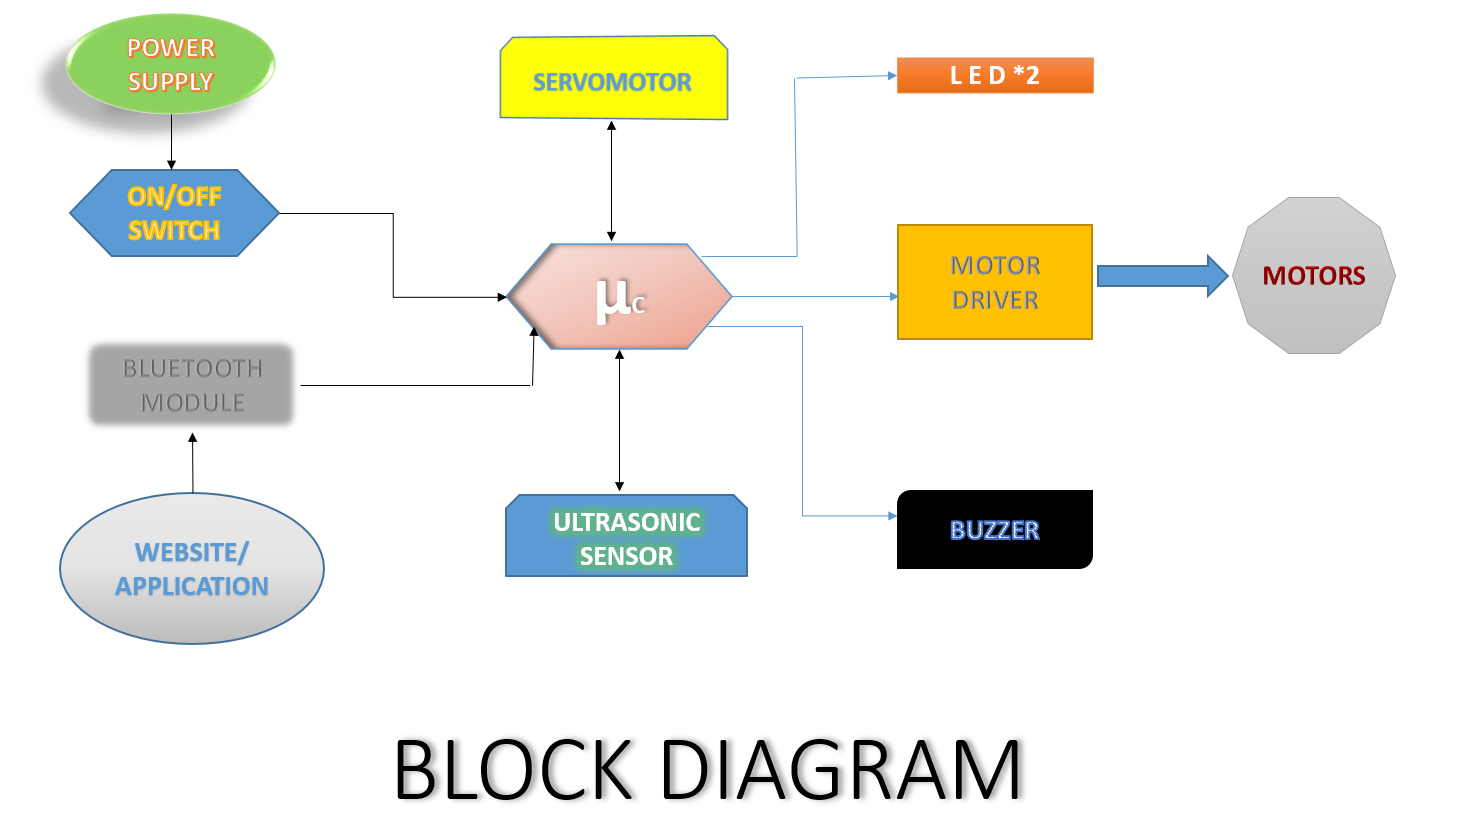 POWER
SUPPLY
SERVOMOTOR
L E D *2
ON/OFF
SWITCH
μc
MOTOR
DRIVER
MOTORS
BLUETOOTH
MODULE
ULTRASONIC
SENSOR
BUZZER
WEBSITE/
APPLICATION
BLOCK DIAGRAM